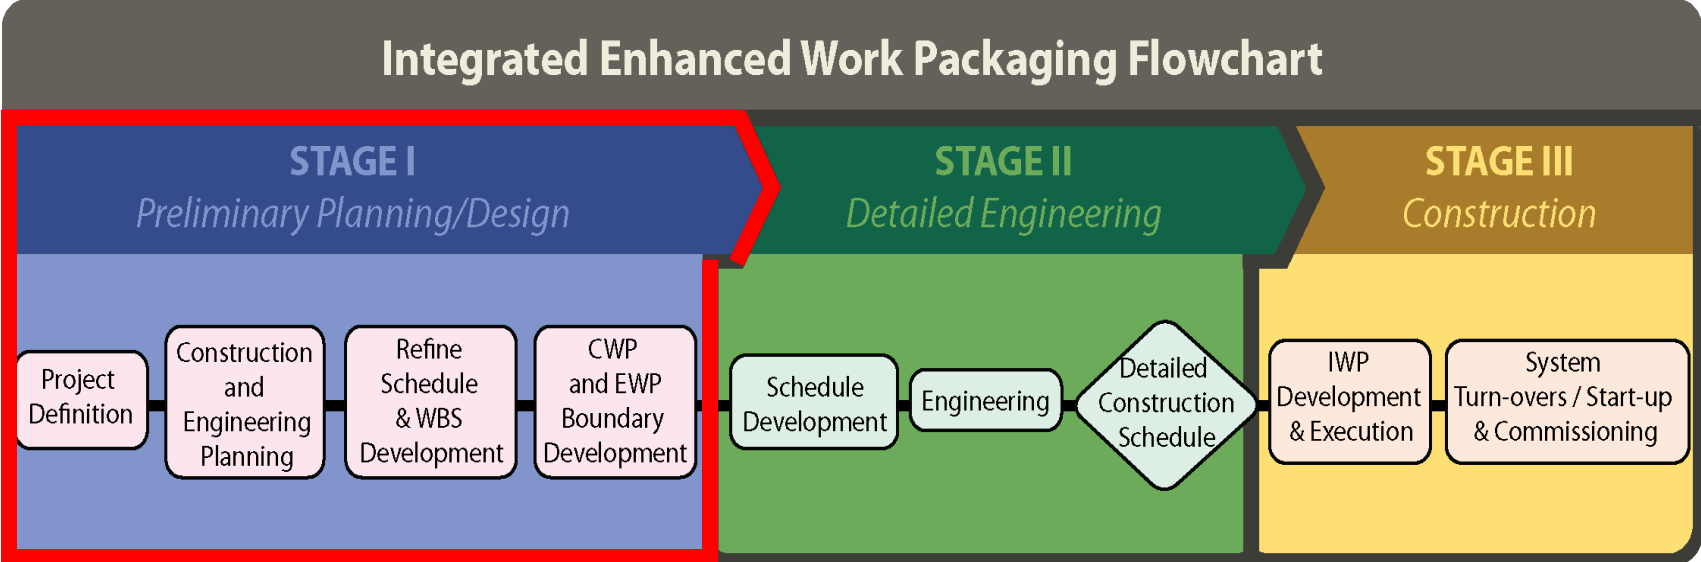 Integrated Enhanced Work Packaging Flowchart
STAGE I
Preliminary Planning/Design
STAGE II
Detailed Engineering
STAGE III
Construction
Project
Definition
Construction
and
Engineering
Planning
Refine
Schedule
& WBS
Development
CWP
and EWP
Boundary
Development
Schedule
Development
Engineering
Detailed
Construction
Schedule
IWP
Development
& Execution
System
Turn-overs / Start-up
& Commissioning